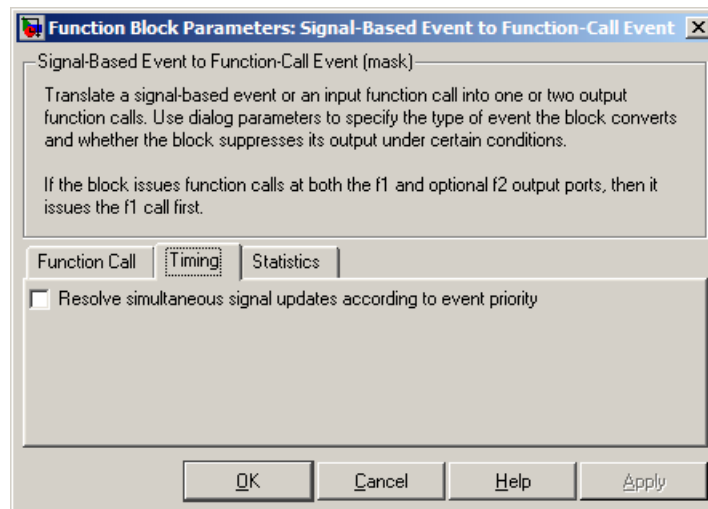 Function Block Parameters: Signal-Based Event to Function-Call Event
Signal-Based Event to Function-Call Event (mask)
Translate a signal-based event or an input function call into one or two output
function calls. Use dialog parameters to specify the type of event the block converts
and whether the block suppresses its output under certain conditions.
If the block issues function calls at both the f1 and optional f2 output ports, then it
issues the f1 call first.
Function Call Timing Statistics
Resolve simultaneous signal updates according to event priority
OK Cancel Help Apply